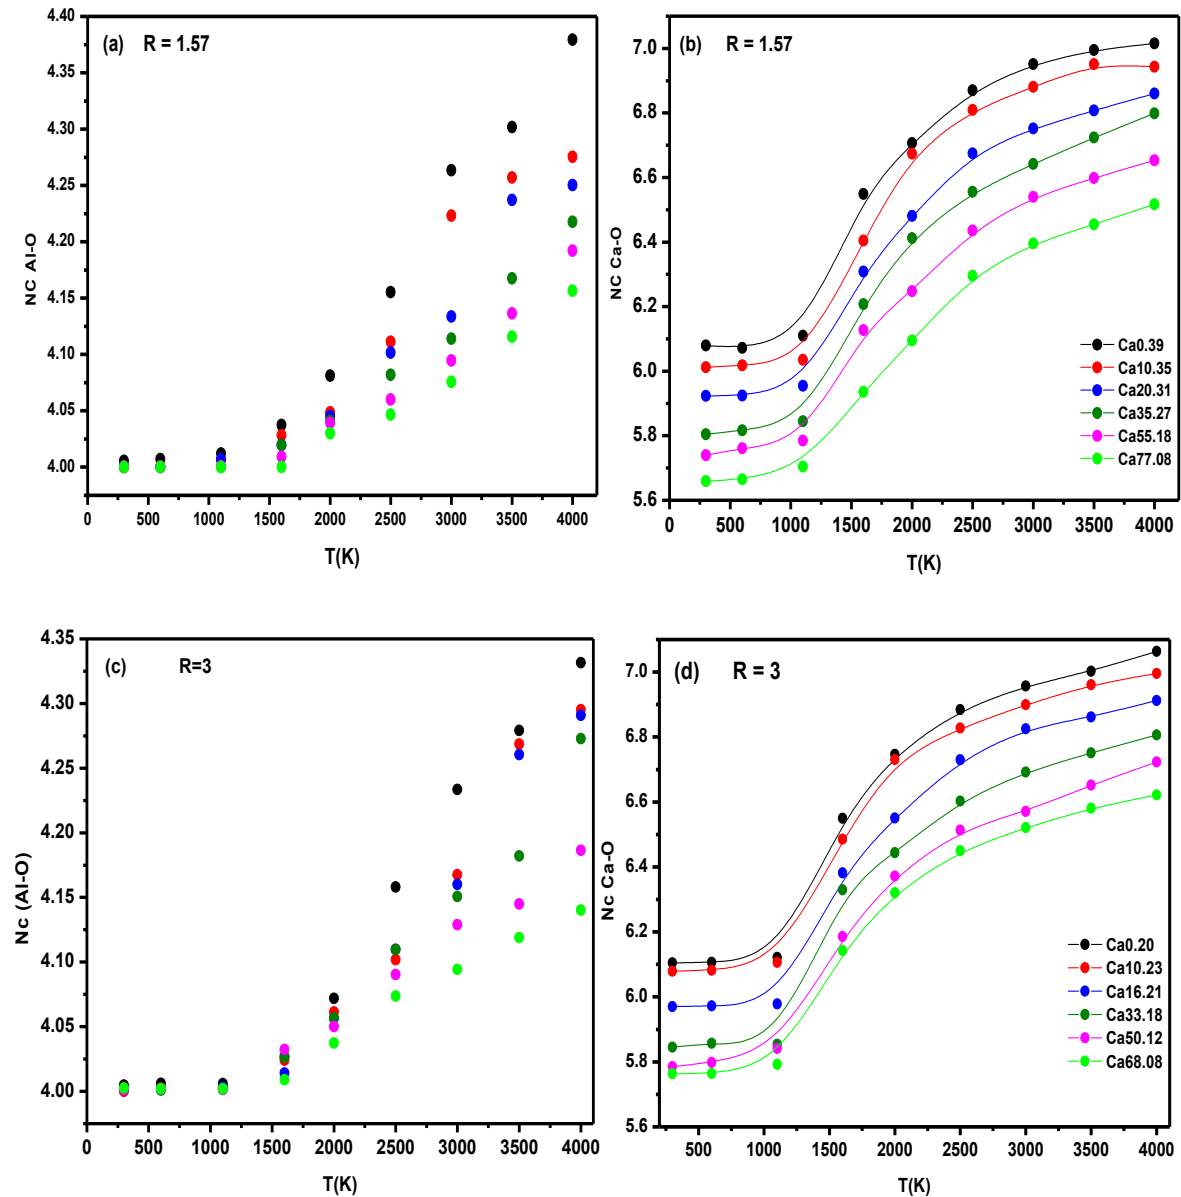 (a) R = 1.57
4.40
4.35
4.30
4.25
4.20
4.15
4.10
4.05
4.00
NC Al-O
0 500 1000 1500 2000 2500 3000 3500 4000
T(K)
(b) R = 1.57
7.0
6.8
6.6
6.4
6.2
6.0
5.8
5.6
NC Ca-O
Ca0.39
Ca10.35
Ca20.31
Ca35.27
Ca55.18
Ca77.08
0 500 1000 1500 2000 2500 3000 3500 4000
T(K)
(c) R=3
4.35
4.30
4.25
4.20
4.15
4.10
4.05
4.00
Nc (Al-O)
0 500 1000 1500 2000 2500 3000 3500 4000
T(K)
(d) R = 3
7.0
6.8
6.6
6.4
6.2
6.0
5.8
5.6
Nc Ca-O
Ca0.20
Ca10.23
Ca16.21
Ca33.18
Ca50.12
Ca68.08
500 1000 1500 2000 2500 3000 3500 4000
T(K)